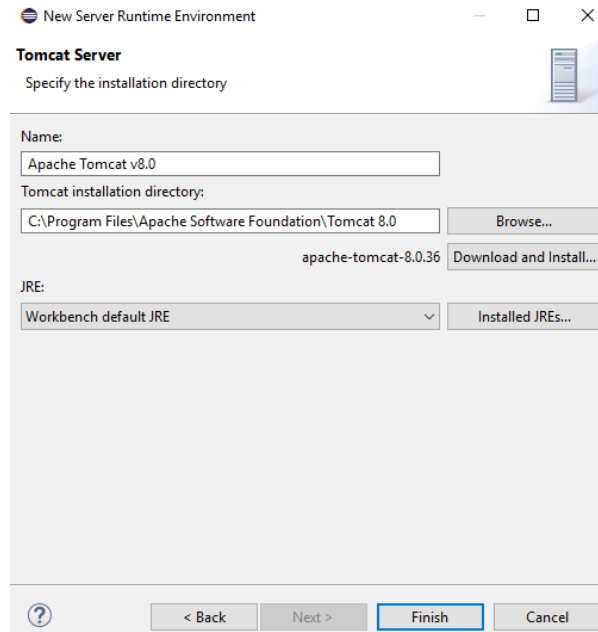 New Server Runtime Environment
Tomcat Server
Specify the installation directory
Name:
Apache Tomcat v8.0
Tomcat installation directory:
C:\Program Files\Apache Software Foundation\Tomcat 8.0
Browse...
apache-tomcat-8.0.36
Download and Install...
JRE:
Workbench default JRE
Installed JREs...
?
< Back
Next >
Finish
Cancel